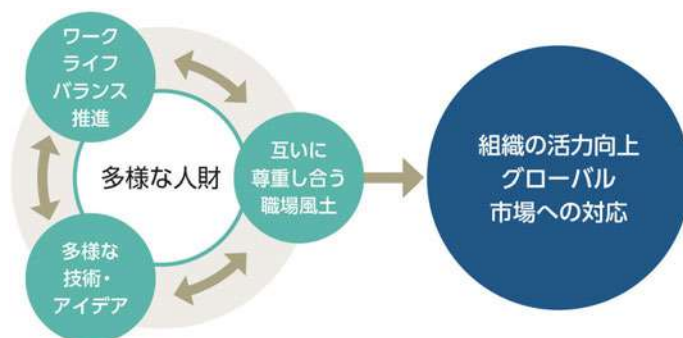 ワーク
ライフ
バランス
推進
多様な人財
互いに
尊重し合う
職場風土
多様な
技術・
アイデア
組織の活力向上
グローバル
市場への対応